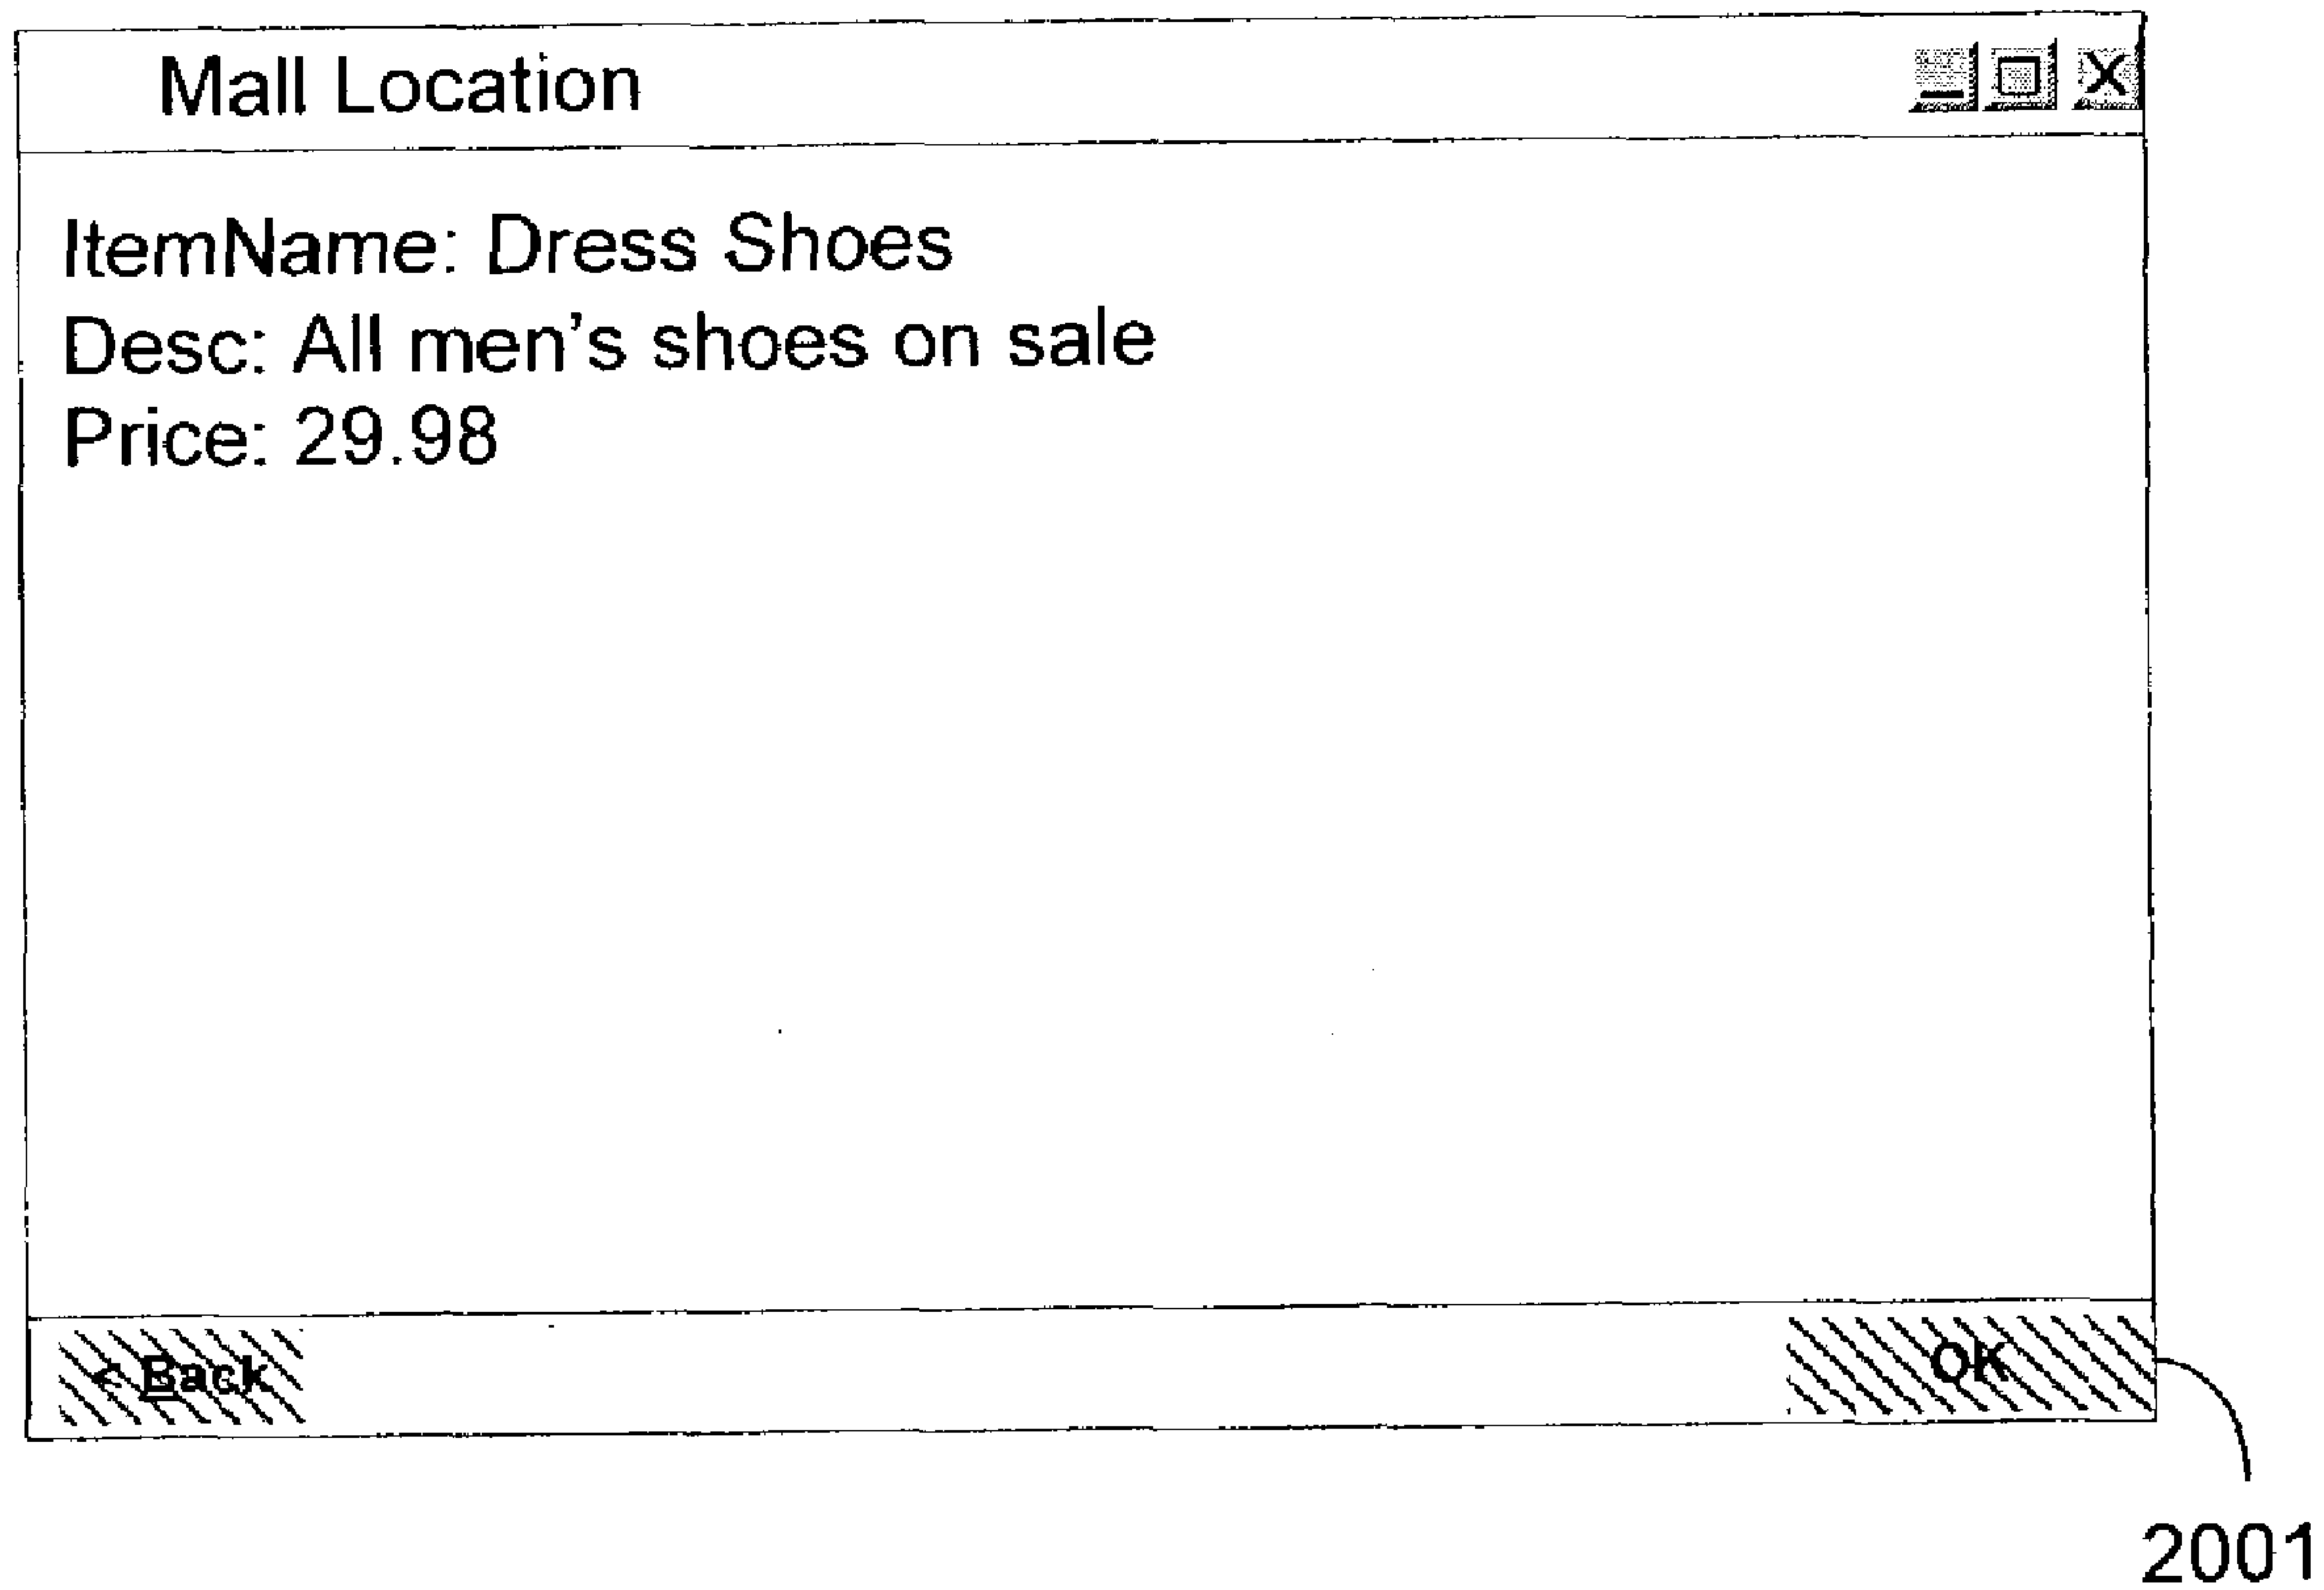 Mall Location
ItemName: Dress Shoes
Desc: All men's shoes on sale
Price: 29.98
< Back
OK
2001